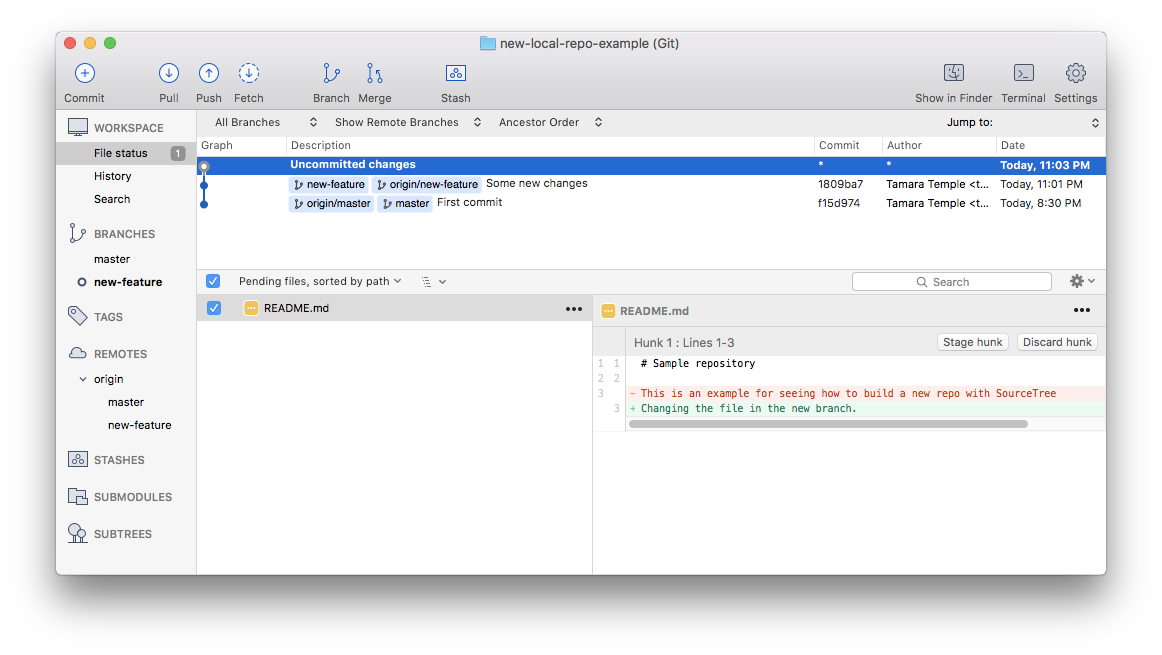 new-local-repo-example (Git)
Commit Pull Push Fetch Branch Merge Stash Show in Finder Terminal Settings
WORKSPACE
File status 1
History
Search
BRANCHES
master
new-feature
TAGS
REMOTES
origin
master
new-feature
STASHES
SUBMODULES
SUBTREES
All Branches Show Remote Branches Ancestor Order Jump to:
Graph Description Commit Author Date
Uncommitted changes * * Today, 11:03 PM
new-feature origin/new-feature Some new changes 1809ba7 Tamara Temple <t... Today, 11:01 PM
origin/master master First commit f15d974 Tamara Temple <t... Today, 8:30 PM
Pending files, sorted by path Search
README.md
README.md
Hunk 1 : Lines 1-3 Stage hunk Discard hunk
1 1 # Sample repository
2 2
3 - This is an example for seeing how to build a new repo with SourceTree
3 + Changing the file in the new branch.